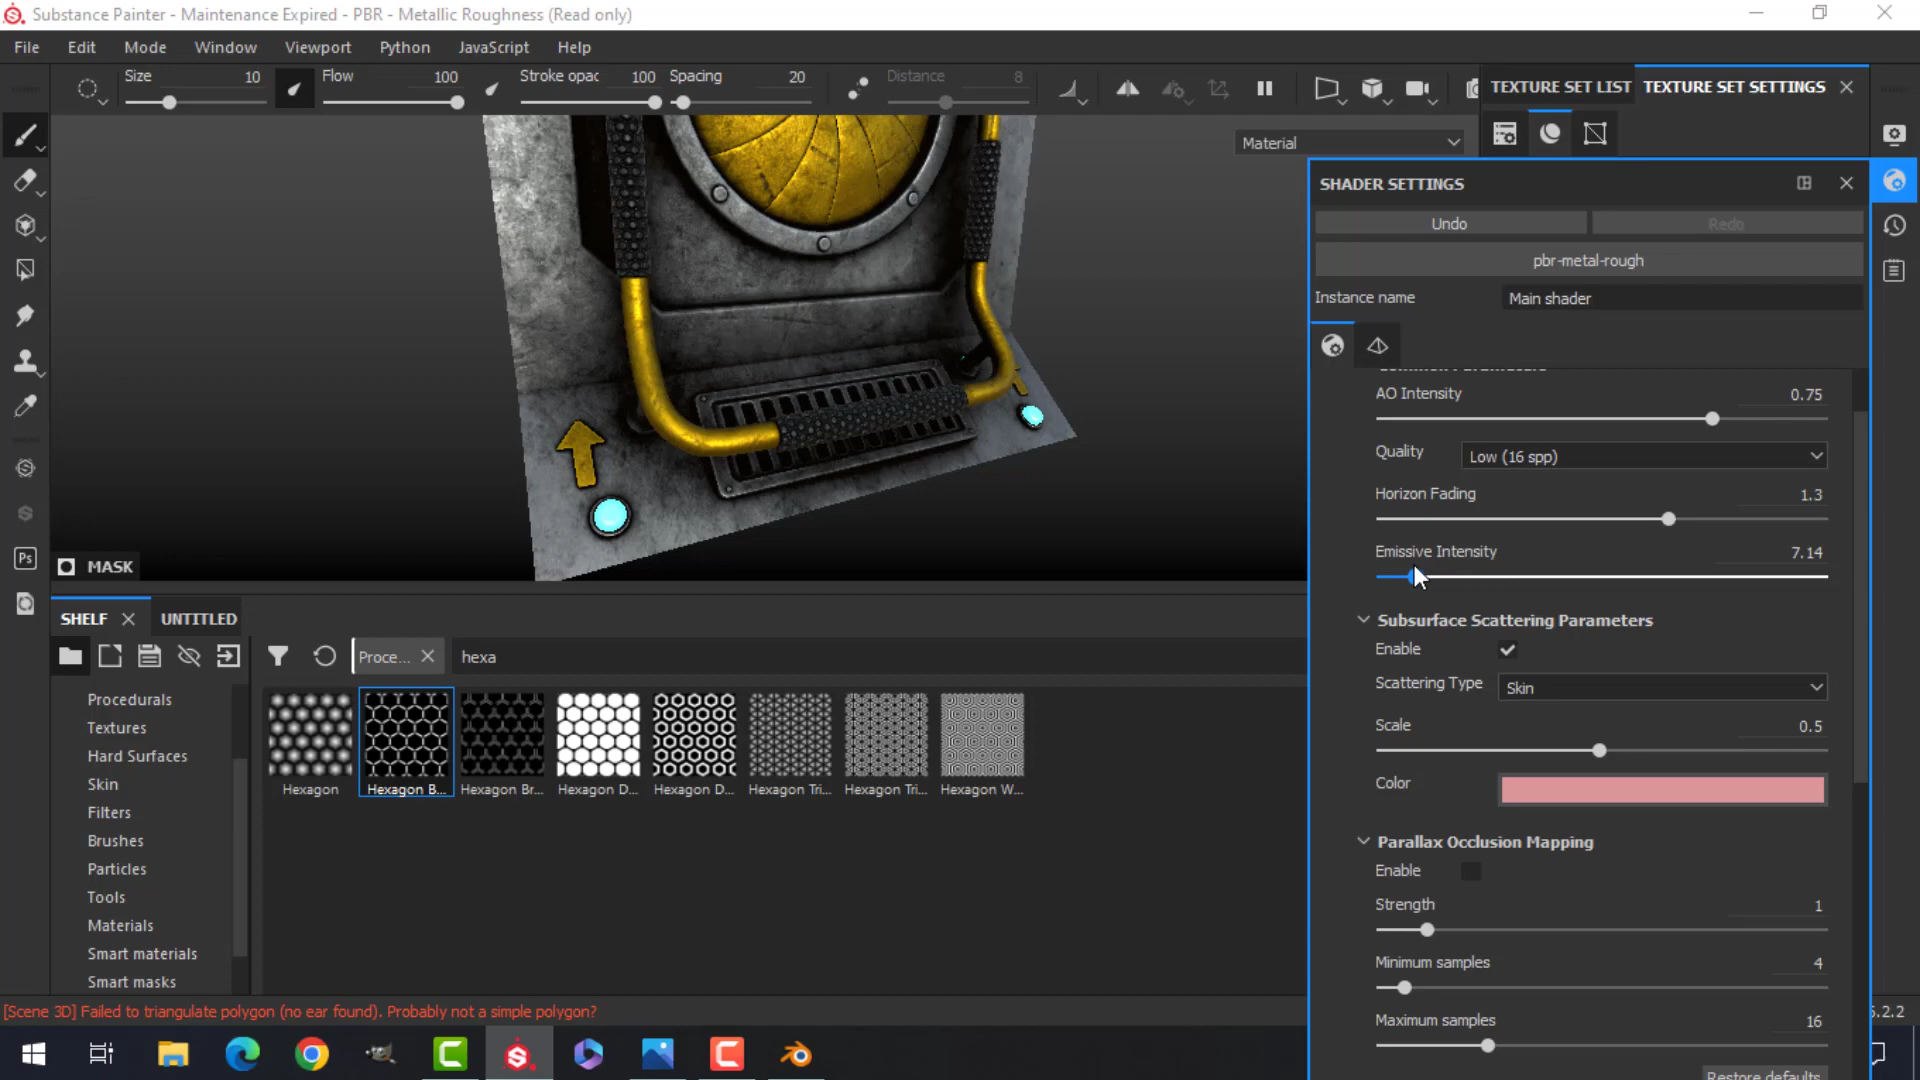 Substance Painter - Maintenance Expired - PBR - Metallic Roughness (Read only)
File Edit Mode Window Viewport Python JavaScript Help
Size 10 Flow 100 Stroke opac 100 Spacing 20 Distance 8
TEXTURE SET LIST TEXTURE SET SETTINGS
Material
SHADER SETTINGS
Undo Redo
pbr-metal-rough
Instance name Main shader
AO Intensity 0.75
Quality Low (16 spp)
Horizon Fading 1.3
Emissive Intensity 7.14
Subsurface Scattering Parameters
Enable
Scattering Type Skin
Scale 0.5
Color
Parallax Occlusion Mapping
Enable
Strength 1
Minimum samples 4
Maximum samples 16
Restore defaults
Ps
MASK
SHELF UNTITLED
Proce... hexa
Procedurals
Textures
Hard Surfaces
Skin
Filters
Brushes
Particles
Tools
Materials
Smart materials
Smart masks
Hexagon Hexagon B... Hexagon Br... Hexagon D... Hexagon D... Hexagon Tri... Hexagon Tri... Hexagon W...
[Scene 3D] Failed to triangulate polygon (no ear found). Probably not a simple polygon?